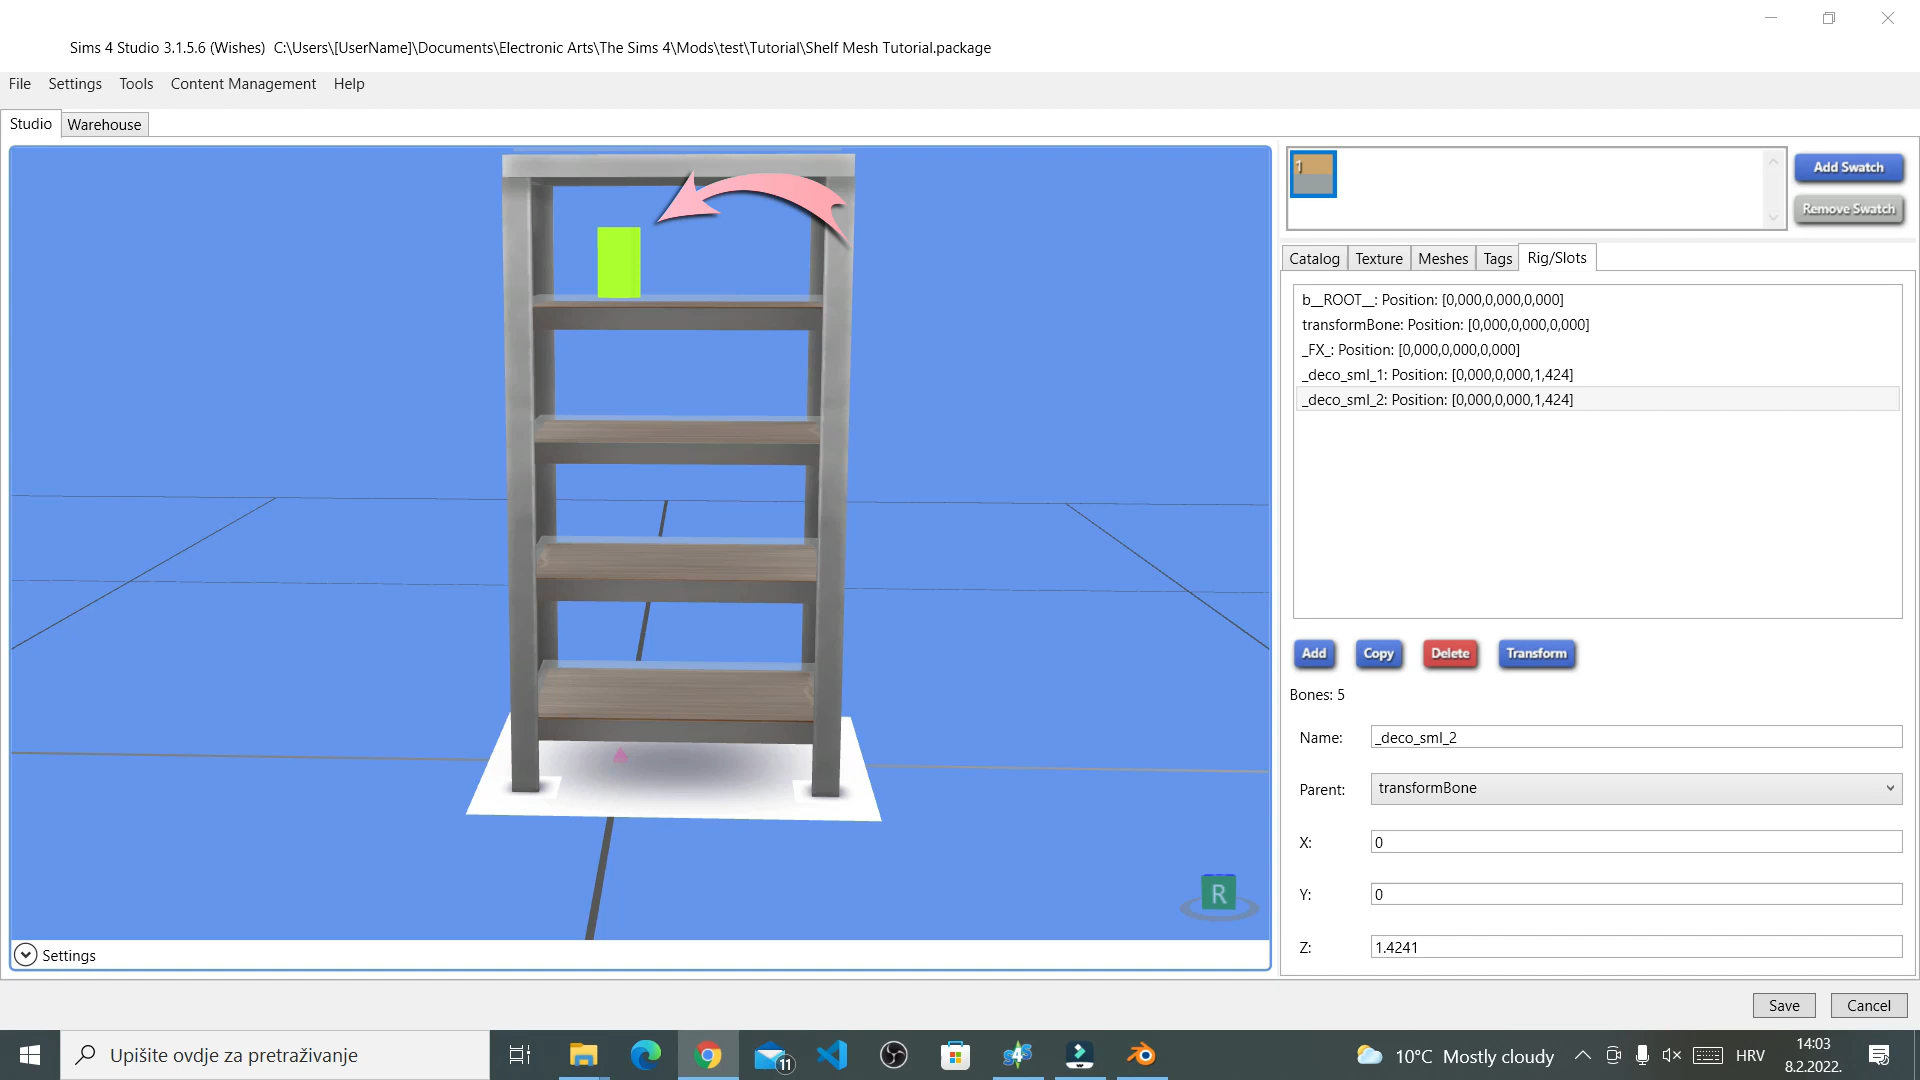 Sims 4 Studio 3.1.5.6 (Wishes)  C:\Users\[UserName]\Documents\Electronic Arts\The Sims 4\Mods\test\Tutorial\Shelf Mesh Tutorial.package
File Settings Tools Content Management Help
Studio Warehouse
1
Add Swatch
Remove Swatch
Catalog Texture Meshes Tags Rig/Slots
b__ROOT__: Position: [0,000,0,000,0,000]
transformBone: Position: [0,000,0,000,0,000]
_FX_: Position: [0,000,0,000,0,000]
_deco_sml_1: Position: [0,000,0,000,1,424]
_deco_sml_2: Position: [0,000,0,000,1,424]
Add Copy Delete Transform
Bones: 5
Name: _deco_sml_2
Parent: transformBone
X: 0
Y: 0
Z: 1.4241
R
Settings
Save Cancel
Upišite ovdje za pretraživanje
11
10°C Mostly cloudy
HRV
14:03
8.2.2022.